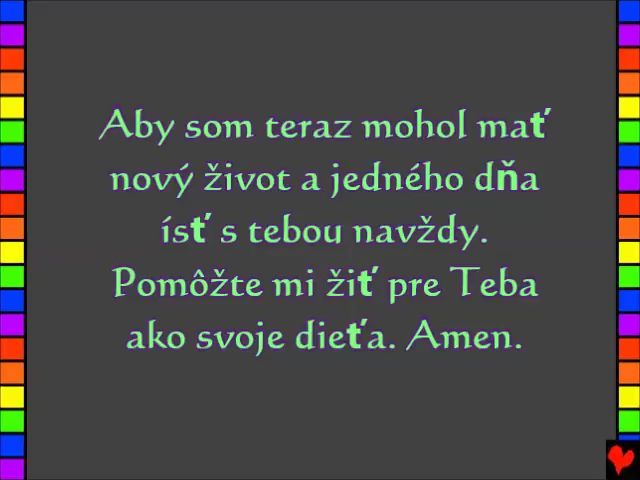 Aby som teraz mohol mať
nový život a jedného dňa
ísť s tebou navždy.
Pomôžte mi žiť pre Teba
ako svoje dieťa. Amen.